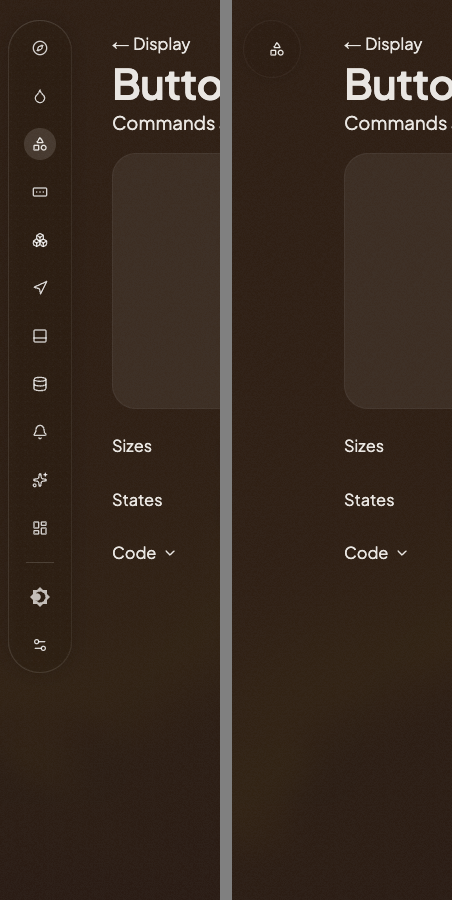 ← Display
Butto
Commands
Sizes
States
Code
← Display
Butto
Commands
Sizes
States
Code